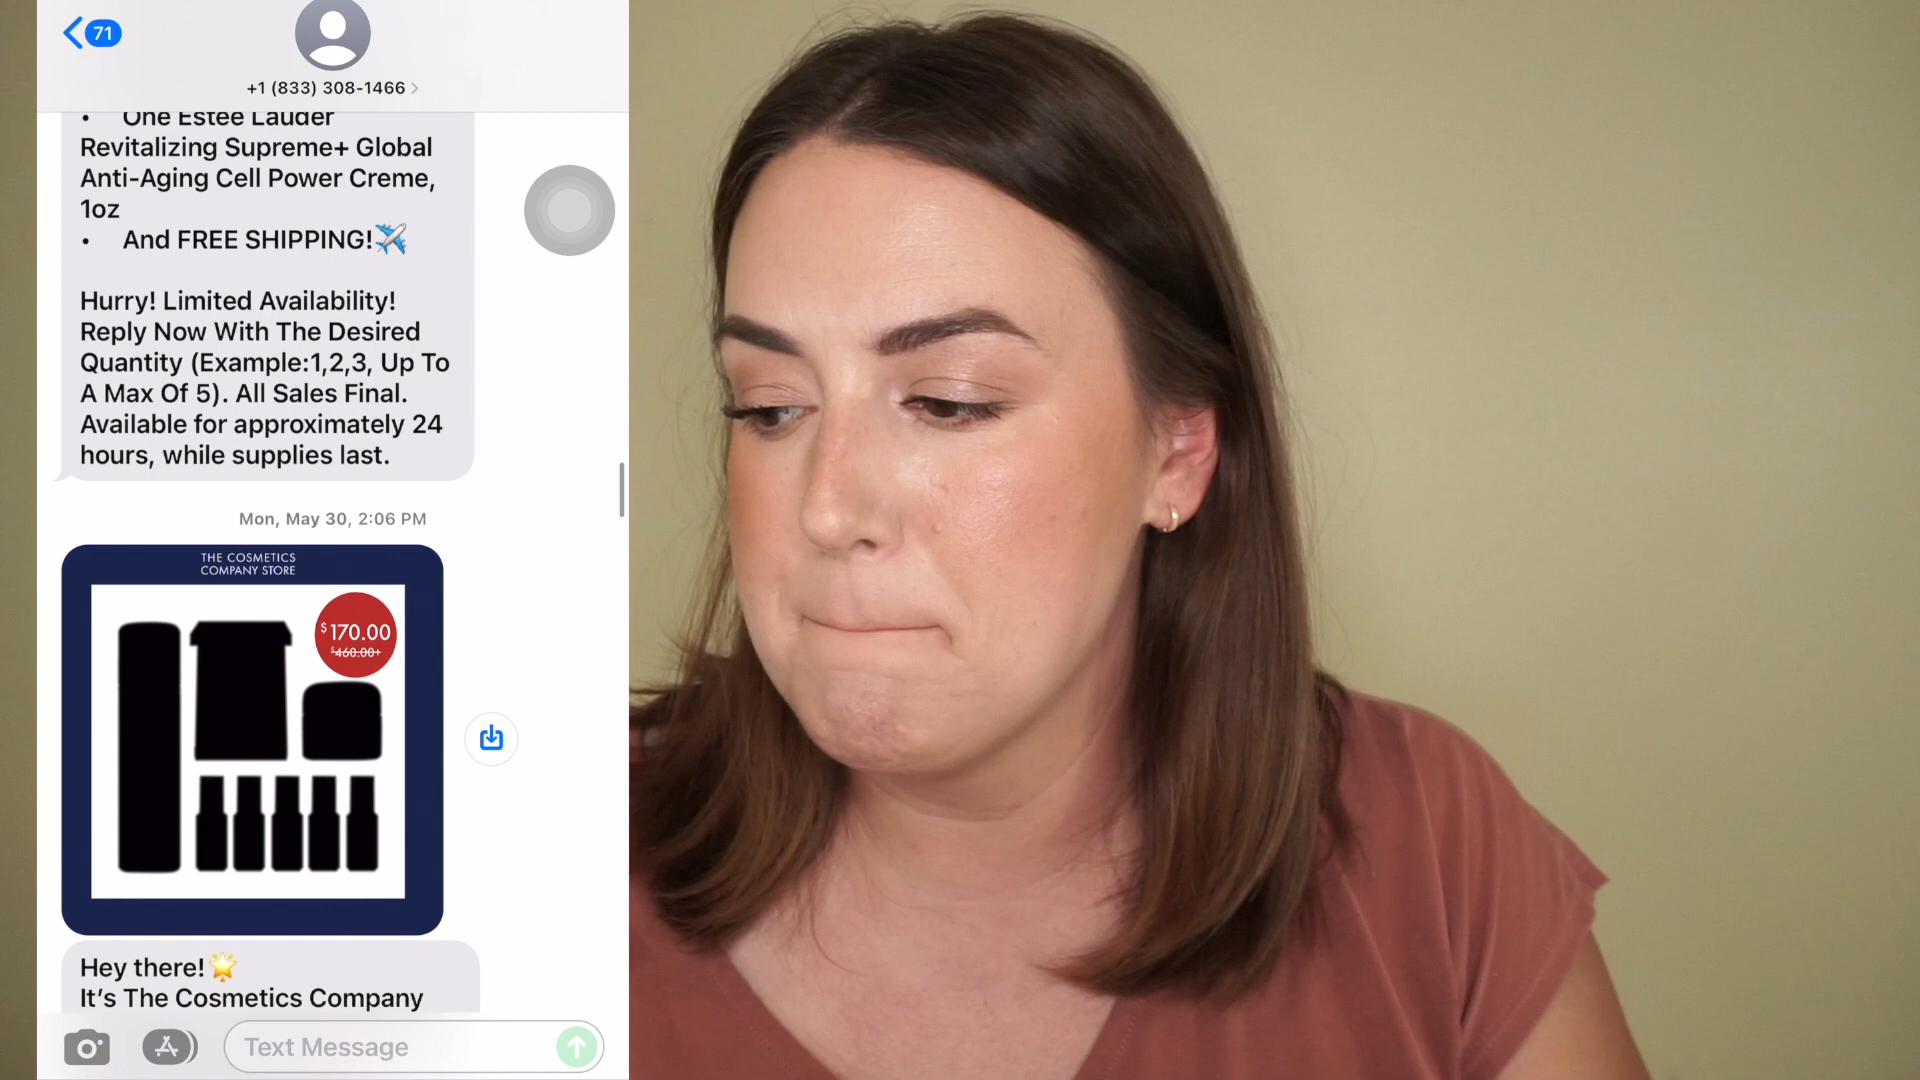 71
+1 (833) 308-1466
• One Estee Lauder
Revitalizing Supreme+ Global
Anti-Aging Cell Power Creme,
1oz
• And FREE SHIPPING!✈️
Hurry! Limited Availability!
Reply Now With The Desired
Quantity (Example:1,2,3, Up To
A Max Of 5). All Sales Final.
Available for approximately 24
hours, while supplies last.
Mon, May 30, 2:06 PM
THE COSMETICS
COMPANY STORE
$170.00
$460.00+
Hey there!🌟
It's The Cosmetics Company
Text Message